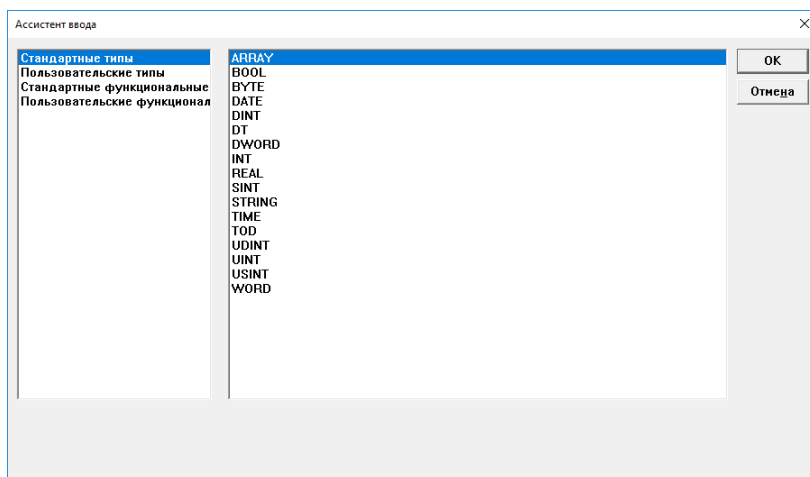 Ассистент ввода
Стандартные типы
Пользовательские типы
Стандартные функциональные
Пользовательские функционал
ARRAY
BOOL
BYTE
DATE
DINT
DT
DWORD
INT
REAL
SINT
STRING
TIME
TOD
UDINT
UINT
USINT
WORD
OK
Отмена